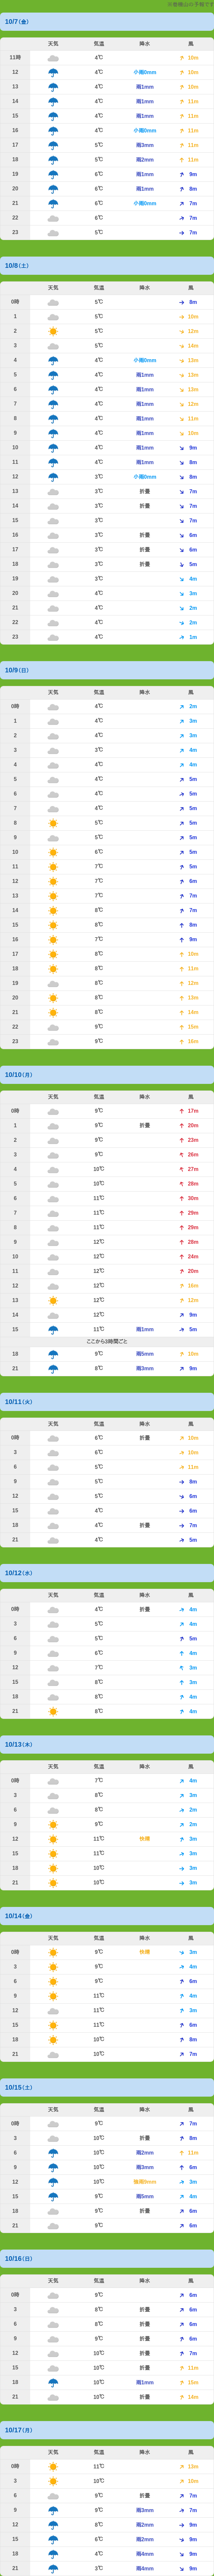 ※岩館山の予報です
10/7（金）
天気 気温 降水 風
11時 4℃ 10m
12 4℃ 小雨0mm 10m
13 4℃ 雨1mm 10m
14 4℃ 雨1mm 11m
15 4℃ 雨1mm 11m
16 4℃ 小雨0mm 11m
17 5℃ 雨3mm 11m
18 5℃ 雨2mm 11m
19 6℃ 雨1mm 9m
20 6℃ 雨1mm 8m
21 6℃ 小雨0mm 7m
22 6℃ 7m
23 5℃ 7m
10/8（土）
天気 気温 降水 風
0時 5℃ 8m
1 5℃ 10m
2 5℃ 12m
3 5℃ 14m
4 4℃ 小雨0mm 13m
5 4℃ 雨1mm 13m
6 4℃ 雨1mm 13m
7 4℃ 雨1mm 12m
8 4℃ 雨1mm 11m
9 4℃ 雨1mm 10m
10 4℃ 雨1mm 9m
11 4℃ 雨1mm 8m
12 3℃ 小雨0mm 8m
13 3℃ 折畳 7m
14 3℃ 折畳 7m
15 3℃ 7m
16 3℃ 折畳 6m
17 3℃ 折畳 6m
18 3℃ 折畳 5m
19 3℃ 4m
20 4℃ 3m
21 4℃ 2m
22 4℃ 2m
23 4℃ 1m
10/9（日）
天気 気温 降水 風
0時 4℃ 2m
1 4℃ 3m
2 4℃ 3m
3 3℃ 4m
4 4℃ 4m
5 4℃ 5m
6 4℃ 5m
7 4℃ 5m
8 5℃ 5m
9 5℃ 5m
10 6℃ 5m
11 7℃ 5m
12 7℃ 6m
13 7℃ 7m
14 8℃ 7m
15 8℃ 8m
16 7℃ 9m
17 8℃ 10m
18 8℃ 11m
19 8℃ 12m
20 8℃ 13m
21 8℃ 14m
22 9℃ 15m
23 9℃ 16m
10/10（月）
天気 気温 降水 風
0時 9℃ 17m
1 9℃ 折畳 20m
2 9℃ 23m
3 9℃ 26m
4 10℃ 27m
5 10℃ 28m
6 11℃ 30m
7 11℃ 29m
8 11℃ 29m
9 12℃ 28m
10 12℃ 24m
11 12℃ 20m
12 12℃ 16m
13 12℃ 12m
14 12℃ 9m
15 11℃ 雨1mm 5m
ここから3時間ごと
18 9℃ 雨5mm 10m
21 8℃ 雨3mm 9m
10/11（火）
天気 気温 降水 風
0時 6℃ 折畳 10m
3 6℃ 10m
6 5℃ 11m
9 5℃ 8m
12 5℃ 6m
15 4℃ 6m
18 4℃ 折畳 7m
21 4℃ 5m
10/12（水）
天気 気温 降水 風
0時 4℃ 折畳 4m
3 5℃ 4m
6 5℃ 5m
9 6℃ 4m
12 7℃ 3m
15 8℃ 3m
18 8℃ 4m
21 8℃ 4m
10/13（木）
天気 気温 降水 風
0時 7℃ 4m
3 8℃ 3m
6 8℃ 2m
9 9℃ 2m
12 11℃ 快晴 3m
15 11℃ 3m
18 10℃ 3m
21 10℃ 3m
10/14（金）
天気 気温 降水 風
0時 9℃ 快晴 3m
3 9℃ 4m
6 9℃ 6m
9 11℃ 4m
12 11℃ 3m
15 11℃ 6m
18 10℃ 8m
21 10℃ 7m
10/15（土）
天気 気温 降水 風
0時 9℃ 7m
3 10℃ 折畳 8m
6 10℃ 雨2mm 11m
9 10℃ 雨3mm 6m
12 10℃ 強雨9mm 3m
15 9℃ 雨5mm 4m
18 9℃ 折畳 6m
21 9℃ 6m
10/16（日）
天気 気温 降水 風
0時 9℃ 6m
3 8℃ 折畳 6m
6 8℃ 折畳 6m
9 9℃ 折畳 6m
12 10℃ 折畳 7m
15 10℃ 折畳 11m
18 10℃ 雨1mm 15m
21 10℃ 折畳 14m
10/17（月）
天気 気温 降水 風
0時 11℃ 13m
3 10℃ 10m
6 9℃ 折畳 7m
9 9℃ 雨3mm 7m
12 8℃ 雨2mm 9m
15 6℃ 雨2mm 9m
18 4℃ 雨4mm 9m
21 3℃ 雨4mm 9m